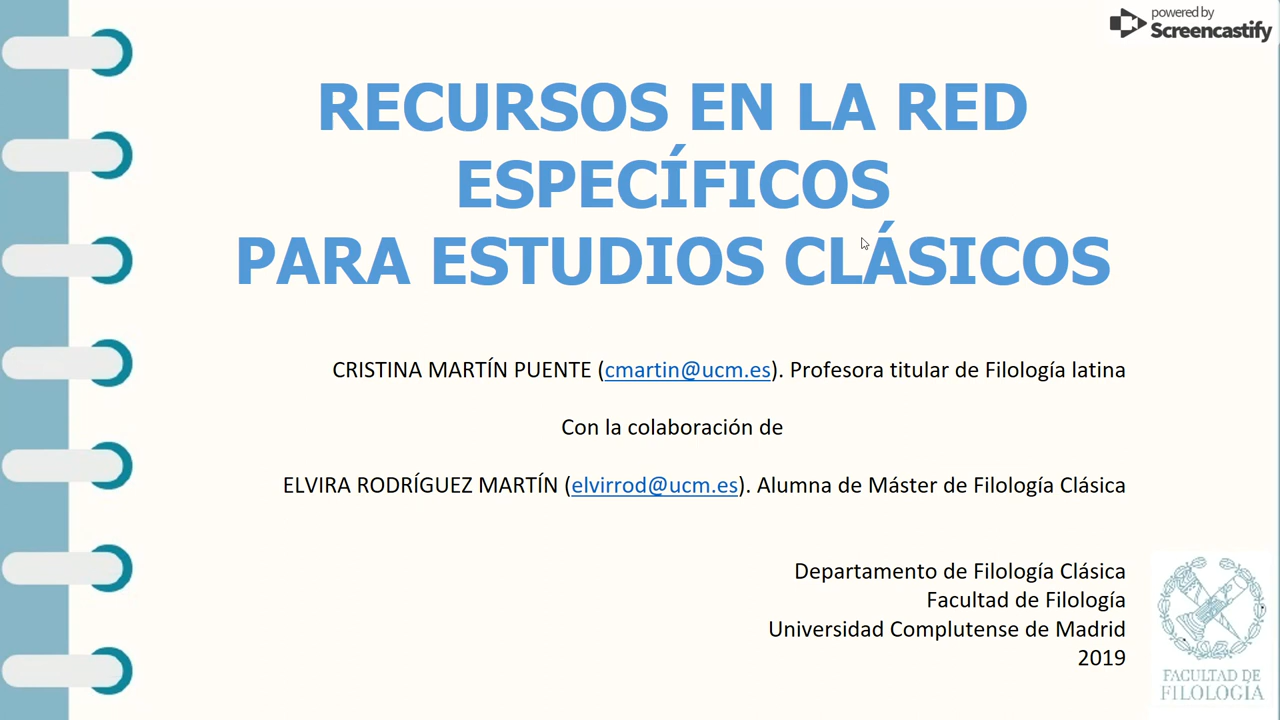 powered by
Screencastify
RECURSOS EN LA RED
ESPECÍFICOS
PARA ESTUDIOS CLÁSICOS
CRISTINA MARTÍN PUENTE (cmartin@ucm.es). Profesora titular de Filología latina
Con la colaboración de
ELVIRA RODRÍGUEZ MARTÍN (elvirrod@ucm.es). Alumna de Máster de Filología Clásica
Departamento de Filología Clásica
Facultad de Filología
Universidad Complutense de Madrid
2019
FACULTAD DE
FILOLOGIA